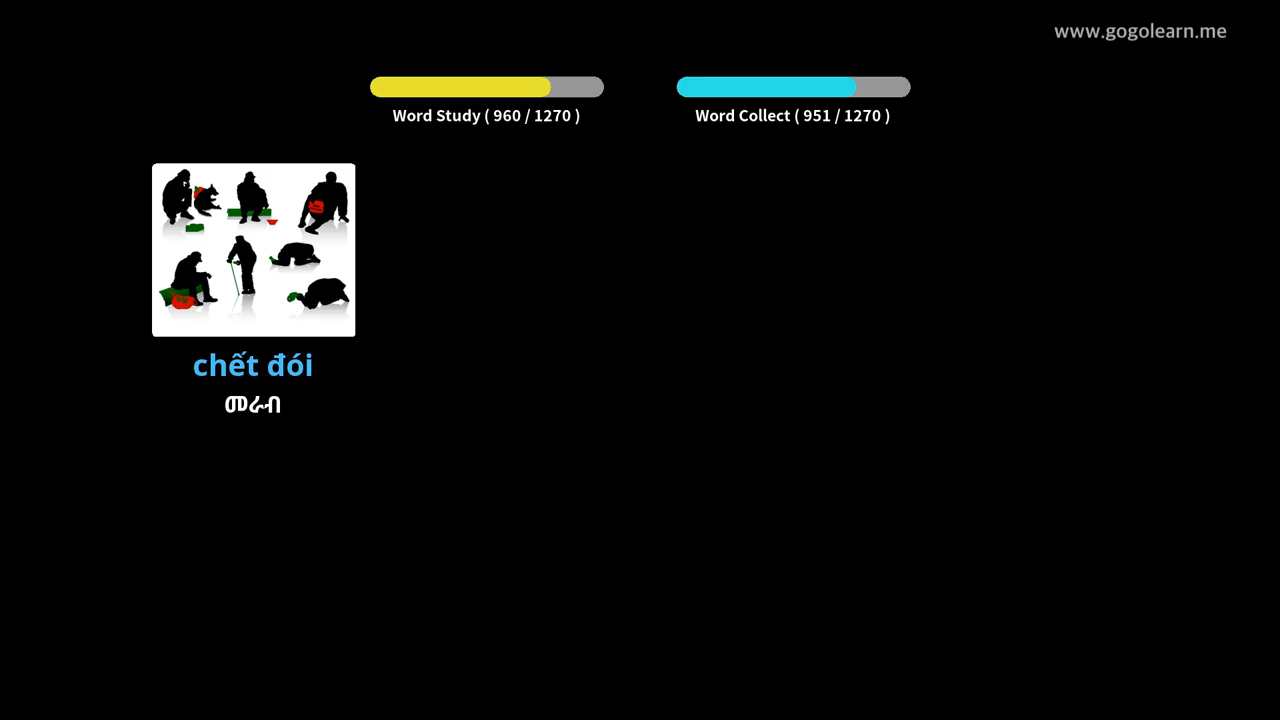 www.gogolearn.me
Word Study ( 960 / 1270 )
Word Collect ( 951 / 1270 )
chết đói
መራብ